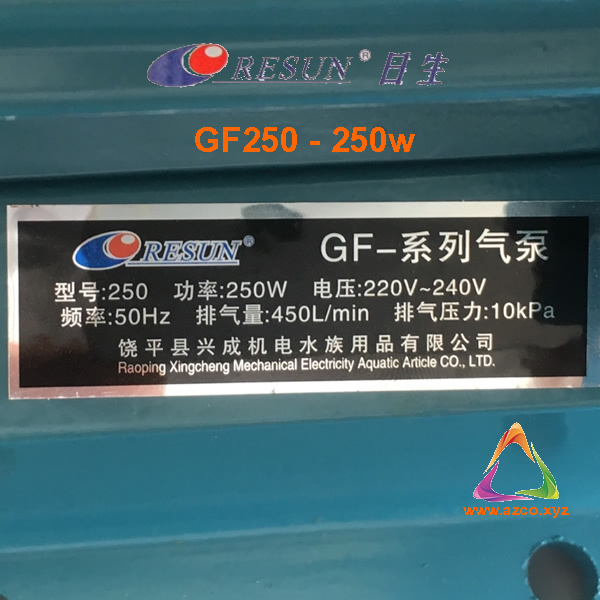 RESUN® 日生
GF250 - 250w
RESUN® GF-系列气泵
型号:250 功率:250W 电压:220V~240V
频率:50Hz 排气量:450L/min 排气压力:10kPa
饶平县兴成机电水族用品有限公司
Raoping Xingcheng Mechanical Electricity Aquatic Article CO., LTD.
www.azco.xyz